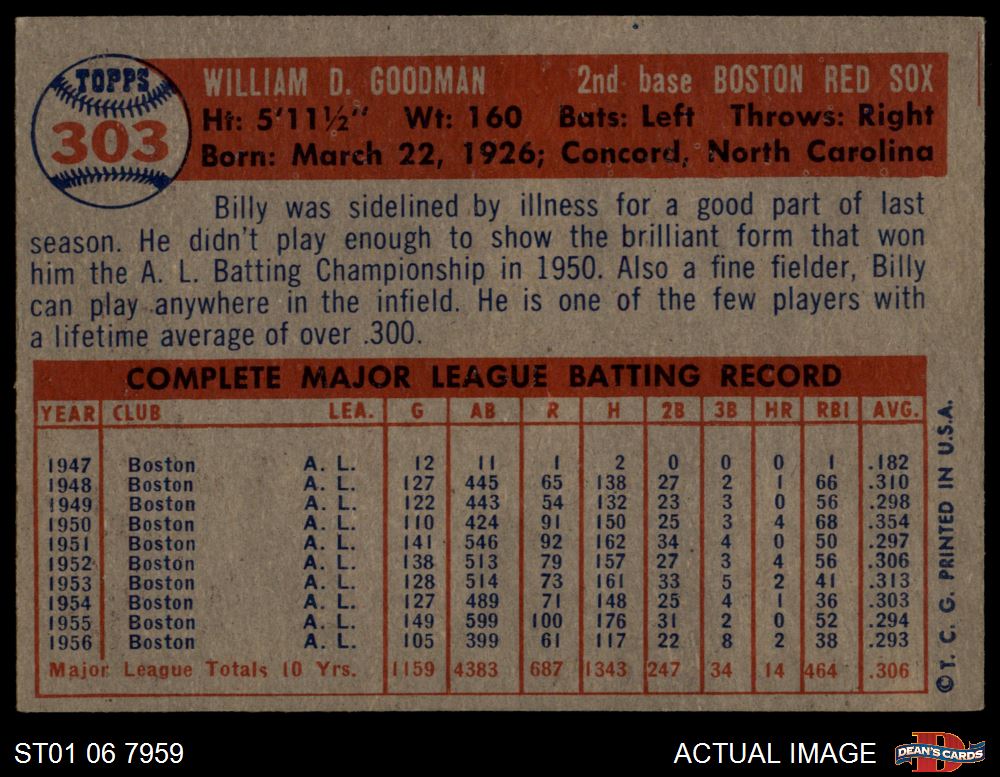 TOPPS
303
WILLIAM D. GOODMAN 2nd base BOSTON RED SOX
Ht: 5'11½" Wt: 160 Bats: Left Throws: Right
Born: March 22, 1926; Concord, North Carolina
Billy was sidelined by illness for a good part of last
season. He didn't play enough to show the brilliant form that won
him the A. L. Batting Championship in 1950. Also a fine fielder, Billy
can play anywhere in the infield. He is one of the few players with
a lifetime average of over .300.
COMPLETE MAJOR LEAGUE BATTING RECORD
YEAR CLUB LEA. G AB R H 2B 3B HR RBI AVG.
1947 Boston A. L. 12 11 1 2 0 0 0 1 .182
1948 Boston A. L. 127 445 65 138 27 2 1 66 .310
1949 Boston A. L. 122 443 54 132 23 3 0 56 .298
1950 Boston A. L. 110 424 91 150 25 3 4 68 .354
1951 Boston A. L. 141 546 92 162 34 4 0 50 .297
1952 Boston A. L. 138 513 79 157 27 3 4 56 .306
1953 Boston A. L. 128 514 73 161 33 5 2 41 .313
1954 Boston A. L. 127 489 71 148 25 4 1 36 .303
1955 Boston A. L. 149 599 100 176 31 2 0 52 .294
1956 Boston A. L. 105 399 61 117 22 8 2 38 .293
Major League Totals 10 Yrs. 1159 4383 687 1343 247 34 14 464 .306
© T. C. G. PRINTED IN U.S.A.
ST01 06 7959
ACTUAL IMAGE
D
DEAN'S CARDS